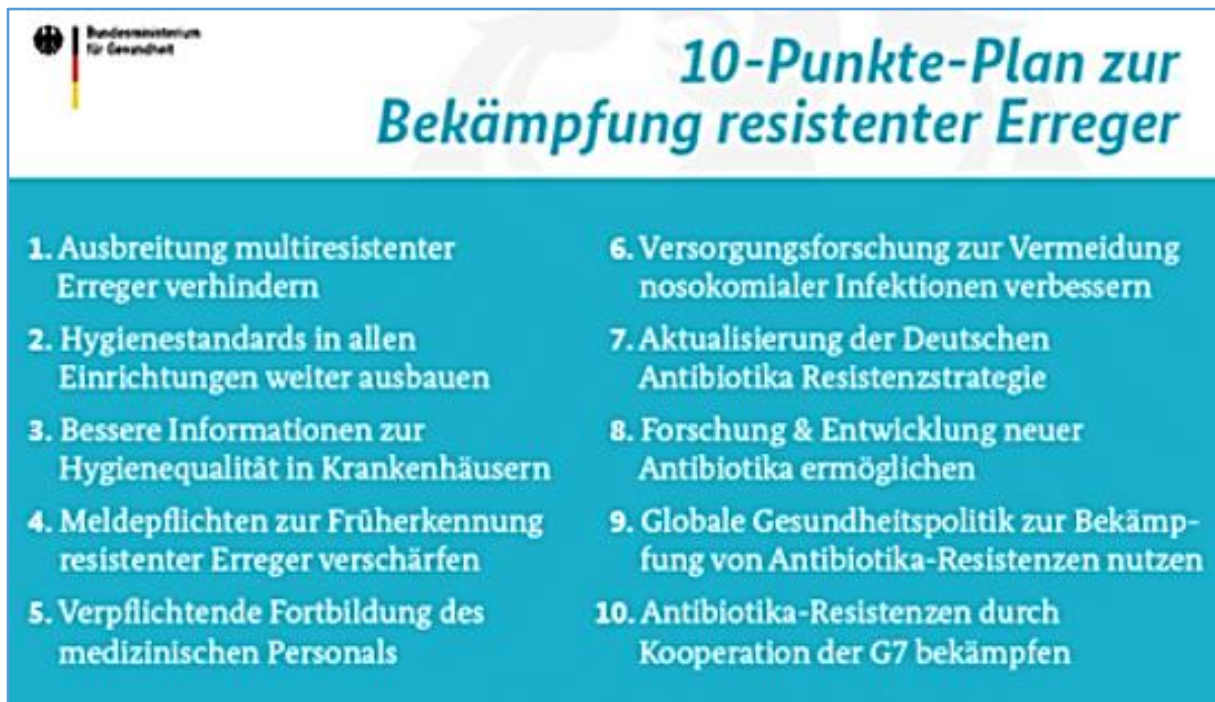 Bundesministerium
für Gesundheit
10-Punkte-Plan zur
Bekämpfung resistenter Erreger
1. Ausbreitung multiresistenter
Erreger verhindern
2. Hygienestandards in allen
Einrichtungen weiter ausbauen
3. Bessere Informationen zur
Hygienequalität in Krankenhäusern
4. Meldepflichten zur Früherkennung
resistenter Erreger verschärfen
5. Verpflichtende Fortbildung des
medizinischen Personals
6. Versorgungsforschung zur Vermeidung
nosokomialer Infektionen verbessern
7. Aktualisierung der Deutschen
Antibiotika Resistenzstrategie
8. Forschung & Entwicklung neuer
Antibiotika ermöglichen
9. Globale Gesundheitspolitik zur Bekämp-
fung von Antibiotika-Resistenzen nutzen
10. Antibiotika-Resistenzen durch
Kooperation der G7 bekämpfen